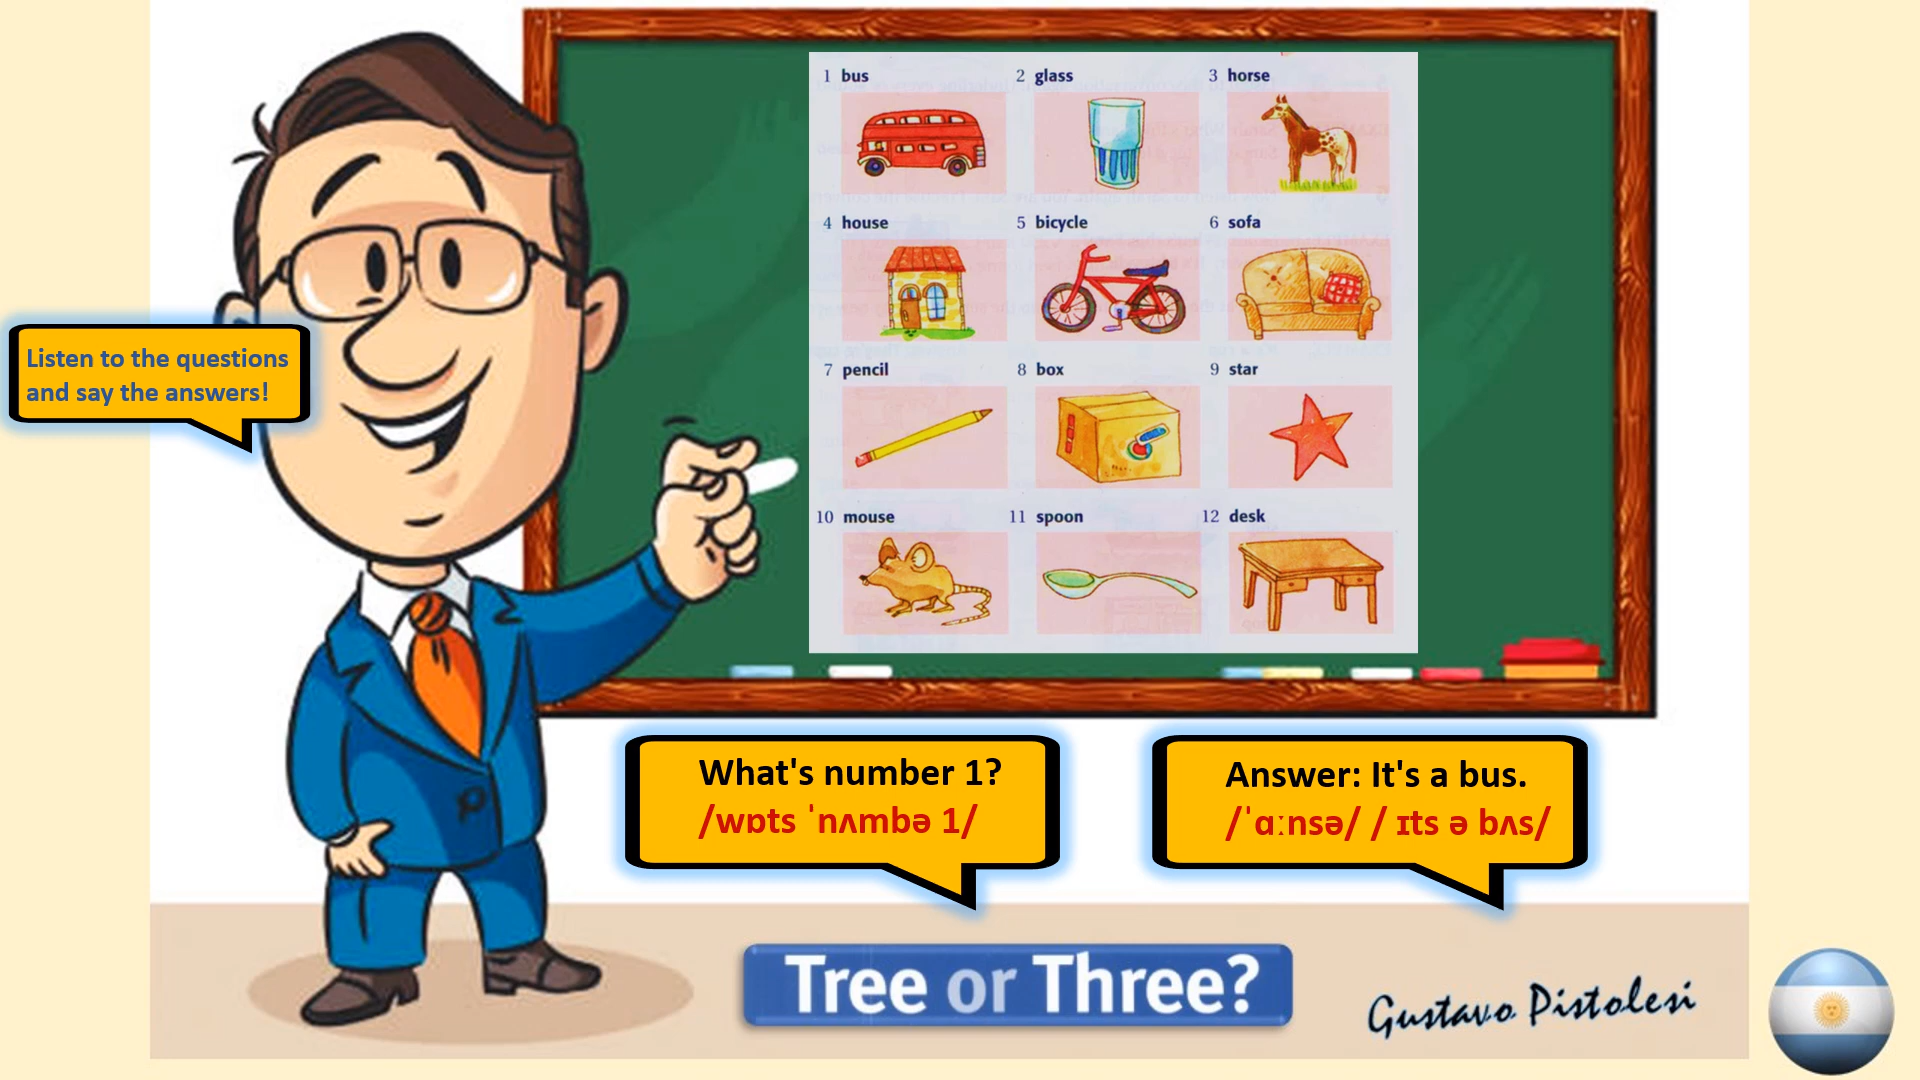 1 bus
2 glass
3 horse
4 house
5 bicycle
6 sofa
Listen to the questions
and say the answers!
7 pencil
8 box
9 star
10 mouse
11 spoon
12 desk
What's number 1?
/wɒts ˈnʌmbə 1/
Answer: It's a bus.
/ˈɑːnsə/ / ɪts ə bʌs/
Tree or Three?
Gustavo Pistolesi